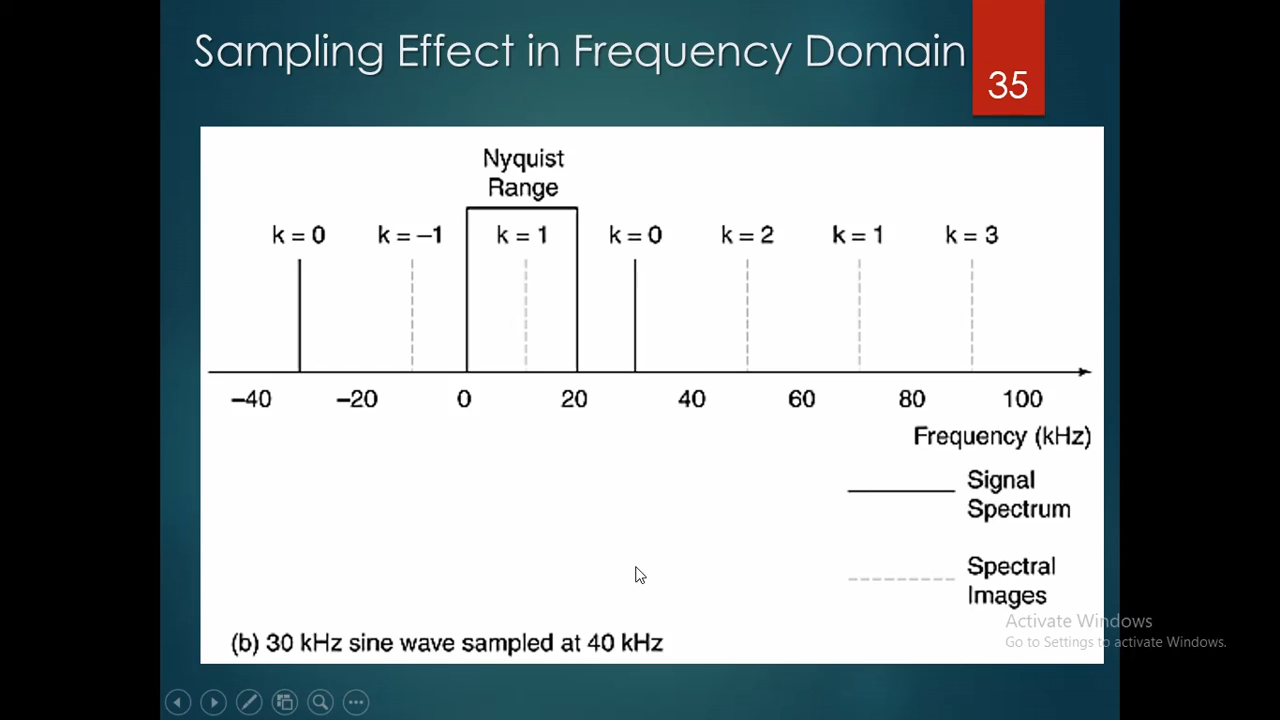 Sampling Effect in Frequency Domain
35
Nyquist
Range
k = 0 k = –1 k = 1 k = 0 k = 2 k = 1 k = 3
–40 –20 0 20 40 60 80 100
Frequency (kHz)
Signal
Spectrum
Spectral
Images
Activate Windows
Go to Settings to activate Windows.
(b) 30 kHz sine wave sampled at 40 kHz